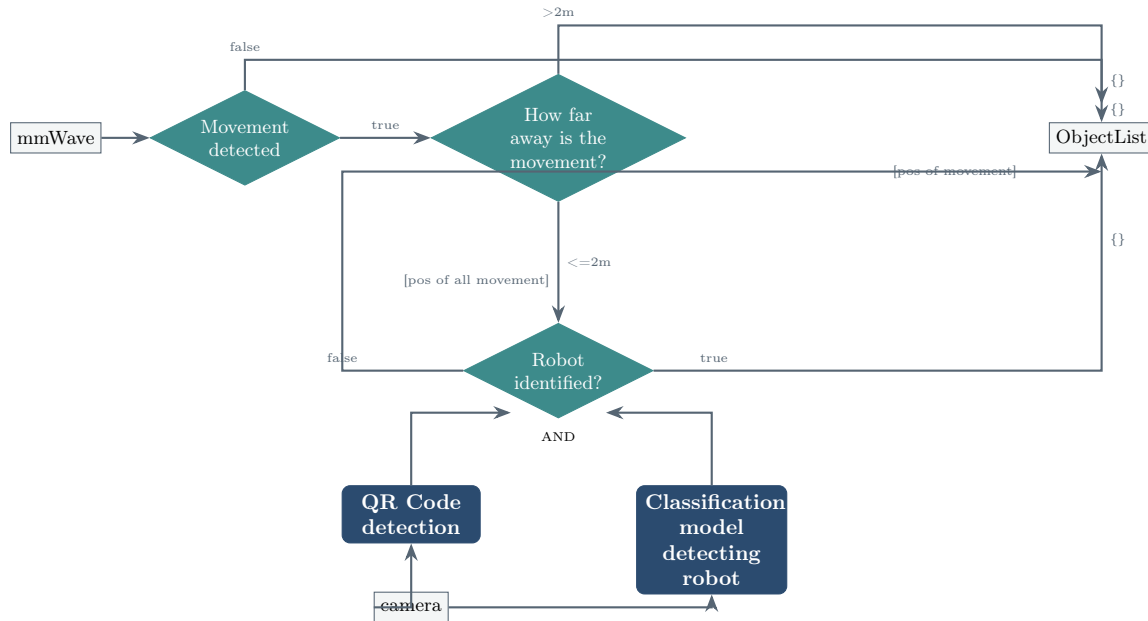 >2m
false
{}
{}
mmWave
Movement
detected
true
How far
away is the
movement?
ObjectList
[pos of movement]
{}
<=2m
[pos of all movement]
false
Robot
identified?
true
AND
QR Code
detection
Classification
model
detecting
robot
camera